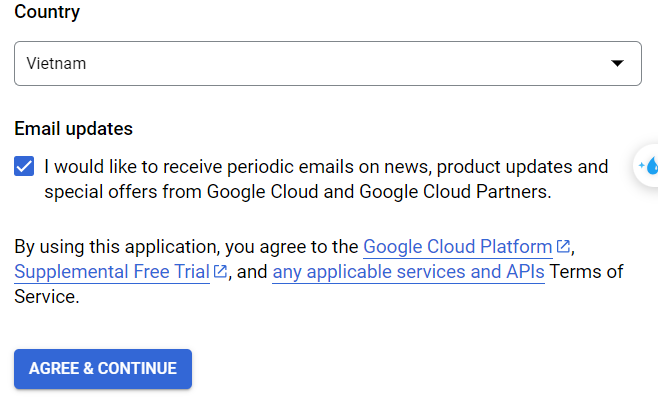 Country
Vietnam
Email updates
I would like to receive periodic emails on news, product updates and
special offers from Google Cloud and Google Cloud Partners.
By using this application, you agree to the Google Cloud Platform,
Supplemental Free Trial, and any applicable services and APIs Terms of
Service.
AGREE & CONTINUE